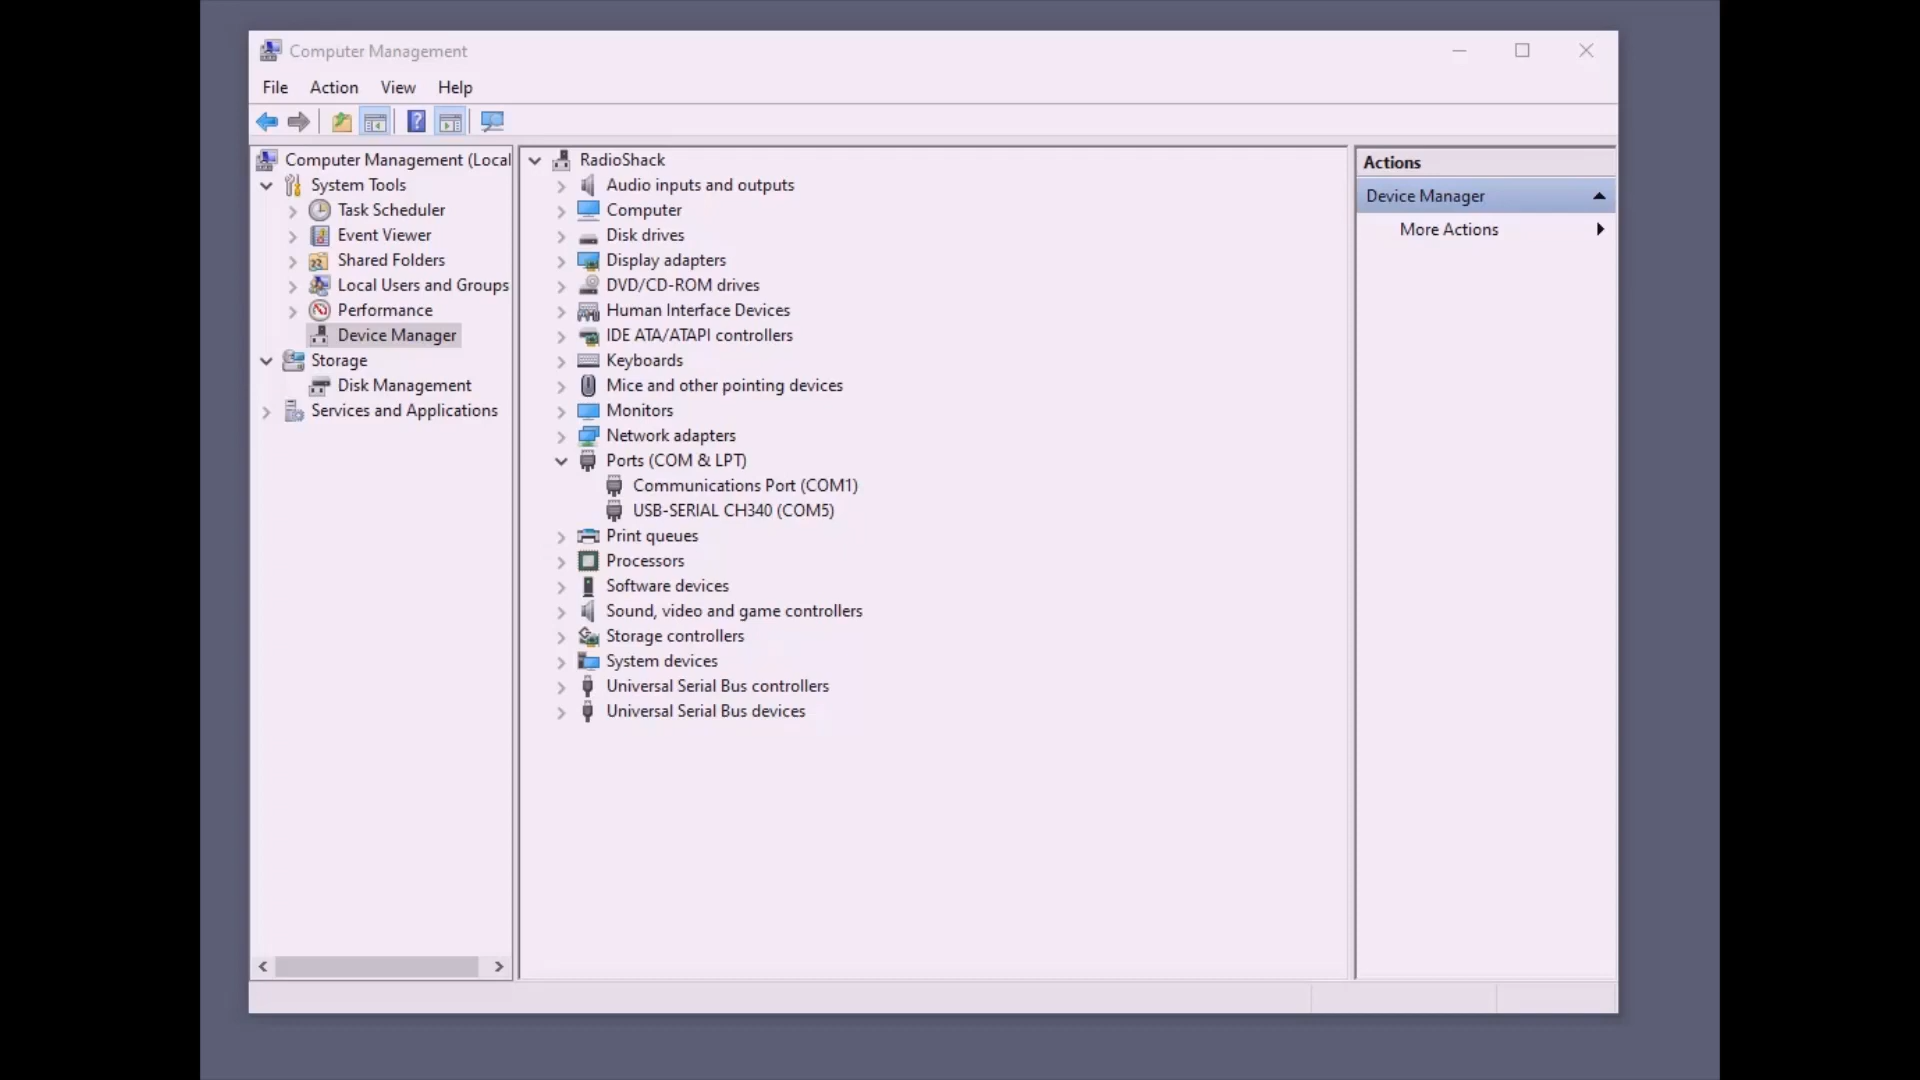 Computer Management
File Action View Help
Computer Management (Local
System Tools
Task Scheduler
Event Viewer
Shared Folders
Local Users and Groups
Performance
Device Manager
Storage
Disk Management
Services and Applications
RadioShack
Audio inputs and outputs
Computer
Disk drives
Display adapters
DVD/CD-ROM drives
Human Interface Devices
IDE ATA/ATAPI controllers
Keyboards
Mice and other pointing devices
Monitors
Network adapters
Ports (COM & LPT)
Communications Port (COM1)
USB-SERIAL CH340 (COM5)
Print queues
Processors
Software devices
Sound, video and game controllers
Storage controllers
System devices
Universal Serial Bus controllers
Universal Serial Bus devices
Actions
Device Manager
More Actions